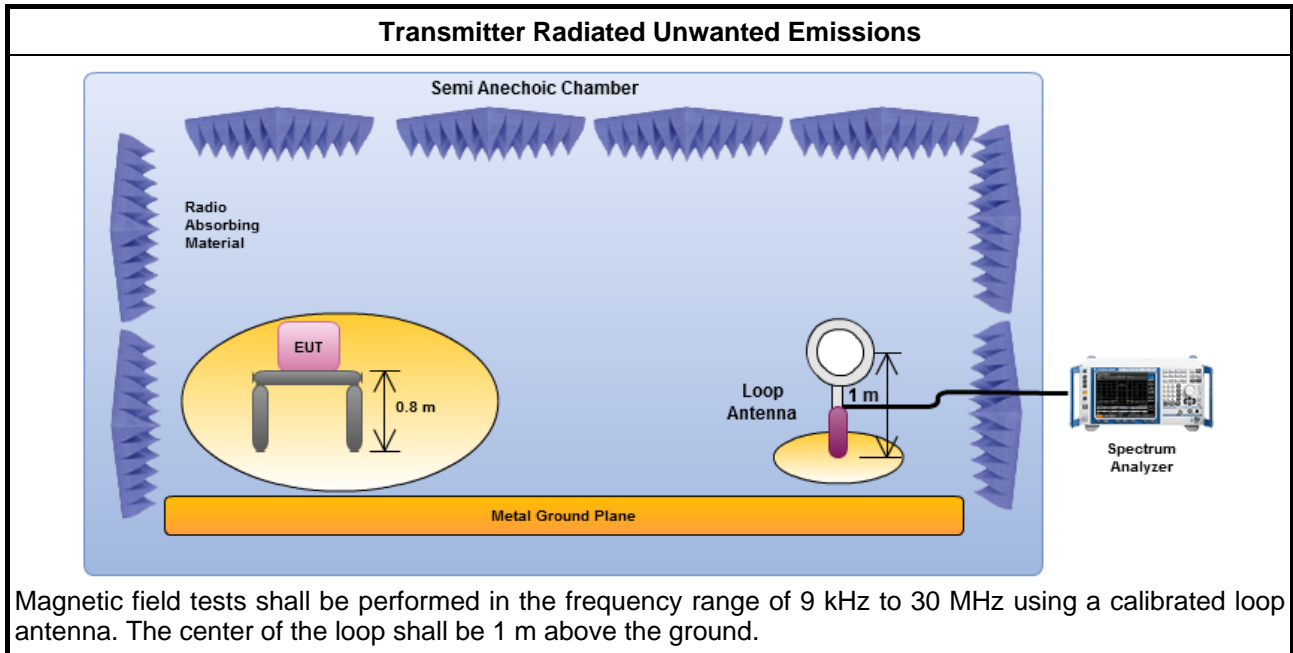 Transmitter Radiated Unwanted Emissions
Semi Anechoic Chamber
Radio
Absorbing
Material
EUT
0.8 m
Loop
Antenna
1 m
Spectrum
Analyzer
Metal Ground Plane
Magnetic field tests shall be performed in the frequency range of 9 kHz to 30 MHz using a calibrated loop
antenna. The center of the loop shall be 1 m above the ground.